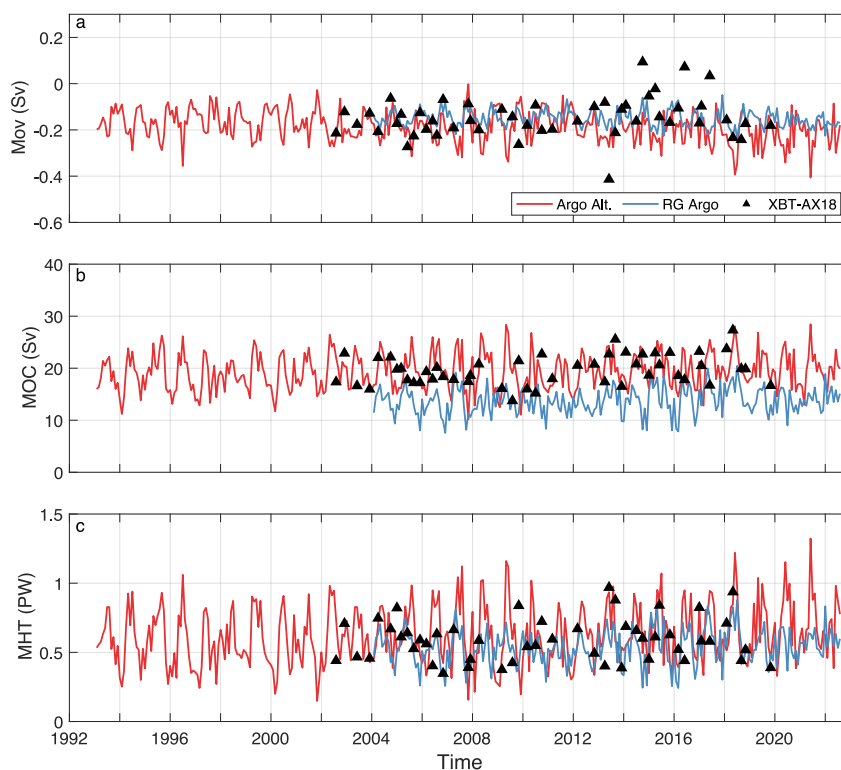 a
0.2
0
-0.2
-0.4
-0.6
Mov (Sv)
Argo Alt. RG Argo XBT-AX18
b
40
30
20
10
0
MOC (Sv)
c
1.5
1
0.5
0
MHT (PW)
1992 1996 2000 2004 2008 2012 2016 2020
Time